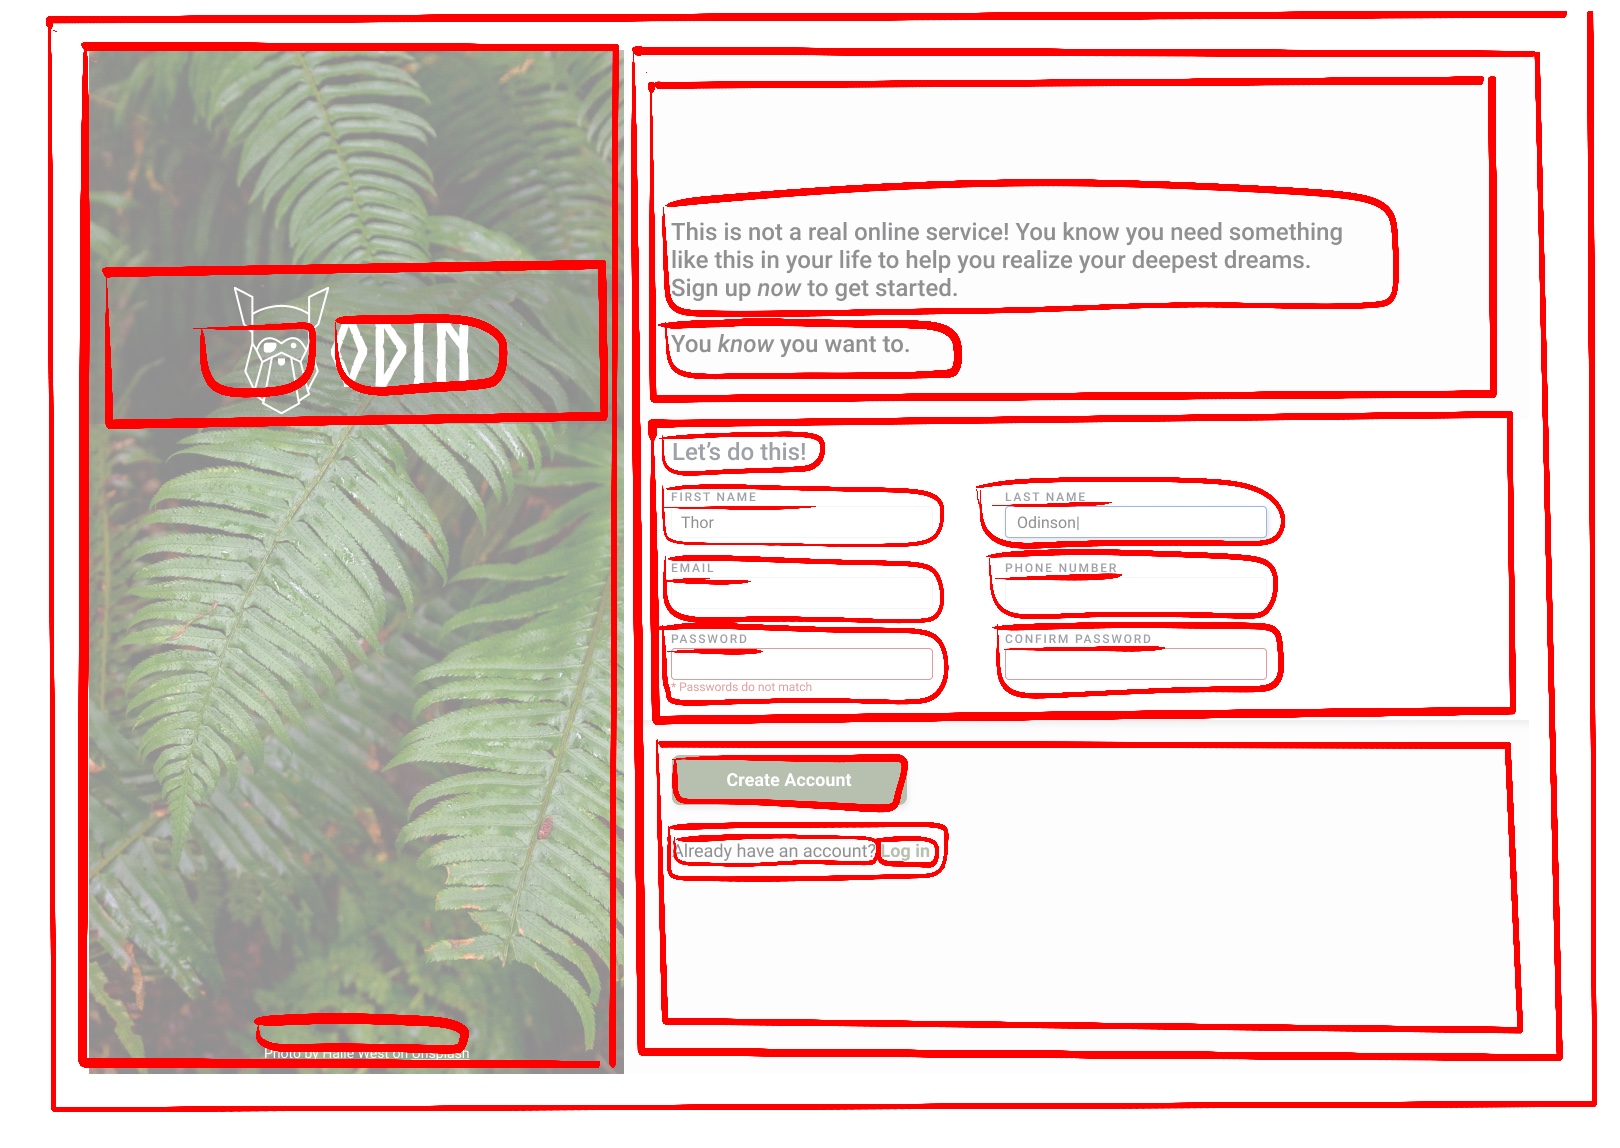 ODIN
Photo by Halie West on Unsplash
This is not a real online service! You know you need something
like this in your life to help you realize your deepest dreams.
Sign up now to get started.
You know you want to.
Let's do this!
FIRST NAME
LAST NAME
Thor
Odinson
EMAIL
PHONE NUMBER
PASSWORD
CONFIRM PASSWORD
* Passwords do not match
Create Account
Already have an account? Log in